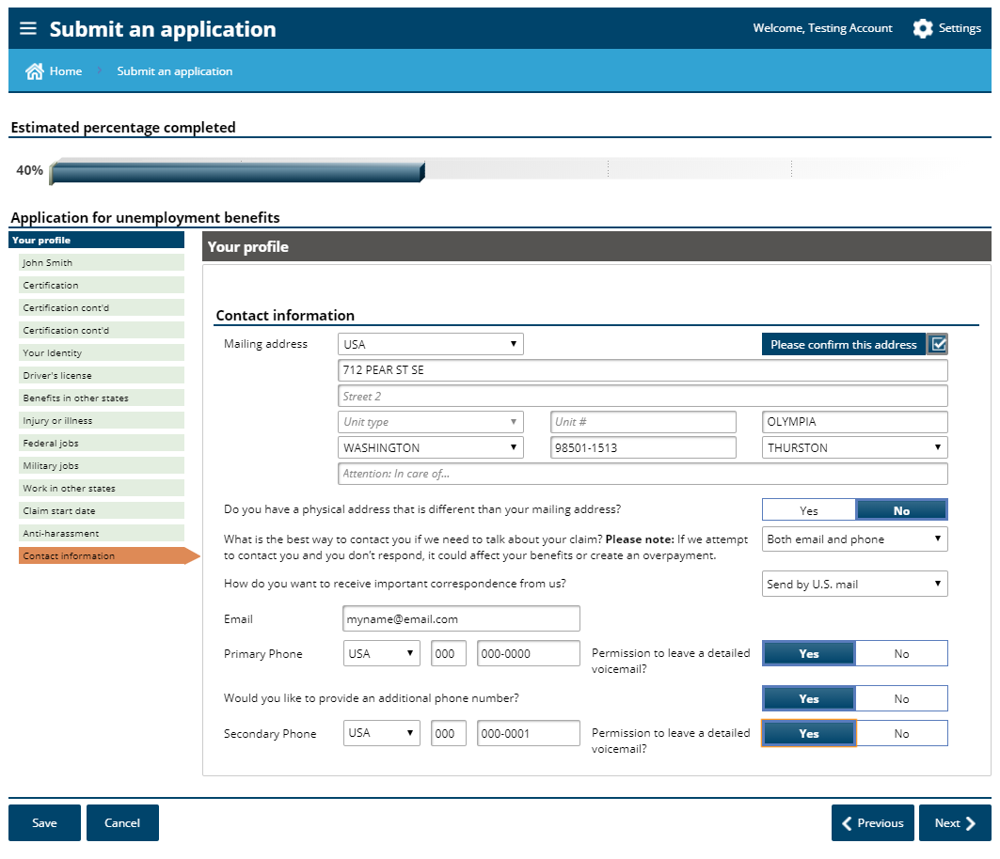 Submit an application
Welcome, Testing Account
Settings
Home
Submit an application
Estimated percentage completed
40%
Application for unemployment benefits
Your profile
John Smith
Certification
Certification cont'd
Certification cont'd
Your Identity
Driver's license
Benefits in other states
Injury or illness
Federal jobs
Military jobs
Work in other states
Claim start date
Anti-harassment
Contact information
Your profile
Contact information
Mailing address
USA
Please confirm this address
712 PEAR ST SE
Street 2
Unit type
Unit #
OLYMPIA
WASHINGTON
98501-1513
THURSTON
Attention: In care of...
Do you have a physical address that is different than your mailing address?
Yes
No
What is the best way to contact you if we need to talk about your claim? Please note: If we attempt
to contact you and you don't respond, it could affect your benefits or create an overpayment.
Both email and phone
How do you want to receive important correspondence from us?
Send by U.S. mail
Email
myname@email.com
Primary Phone
USA
000
000-0000
Permission to leave a detailed
voicemail?
Yes
No
Would you like to provide an additional phone number?
Yes
No
Secondary Phone
USA
000
000-0001
Permission to leave a detailed
voicemail?
Yes
No
Save
Cancel
Previous
Next